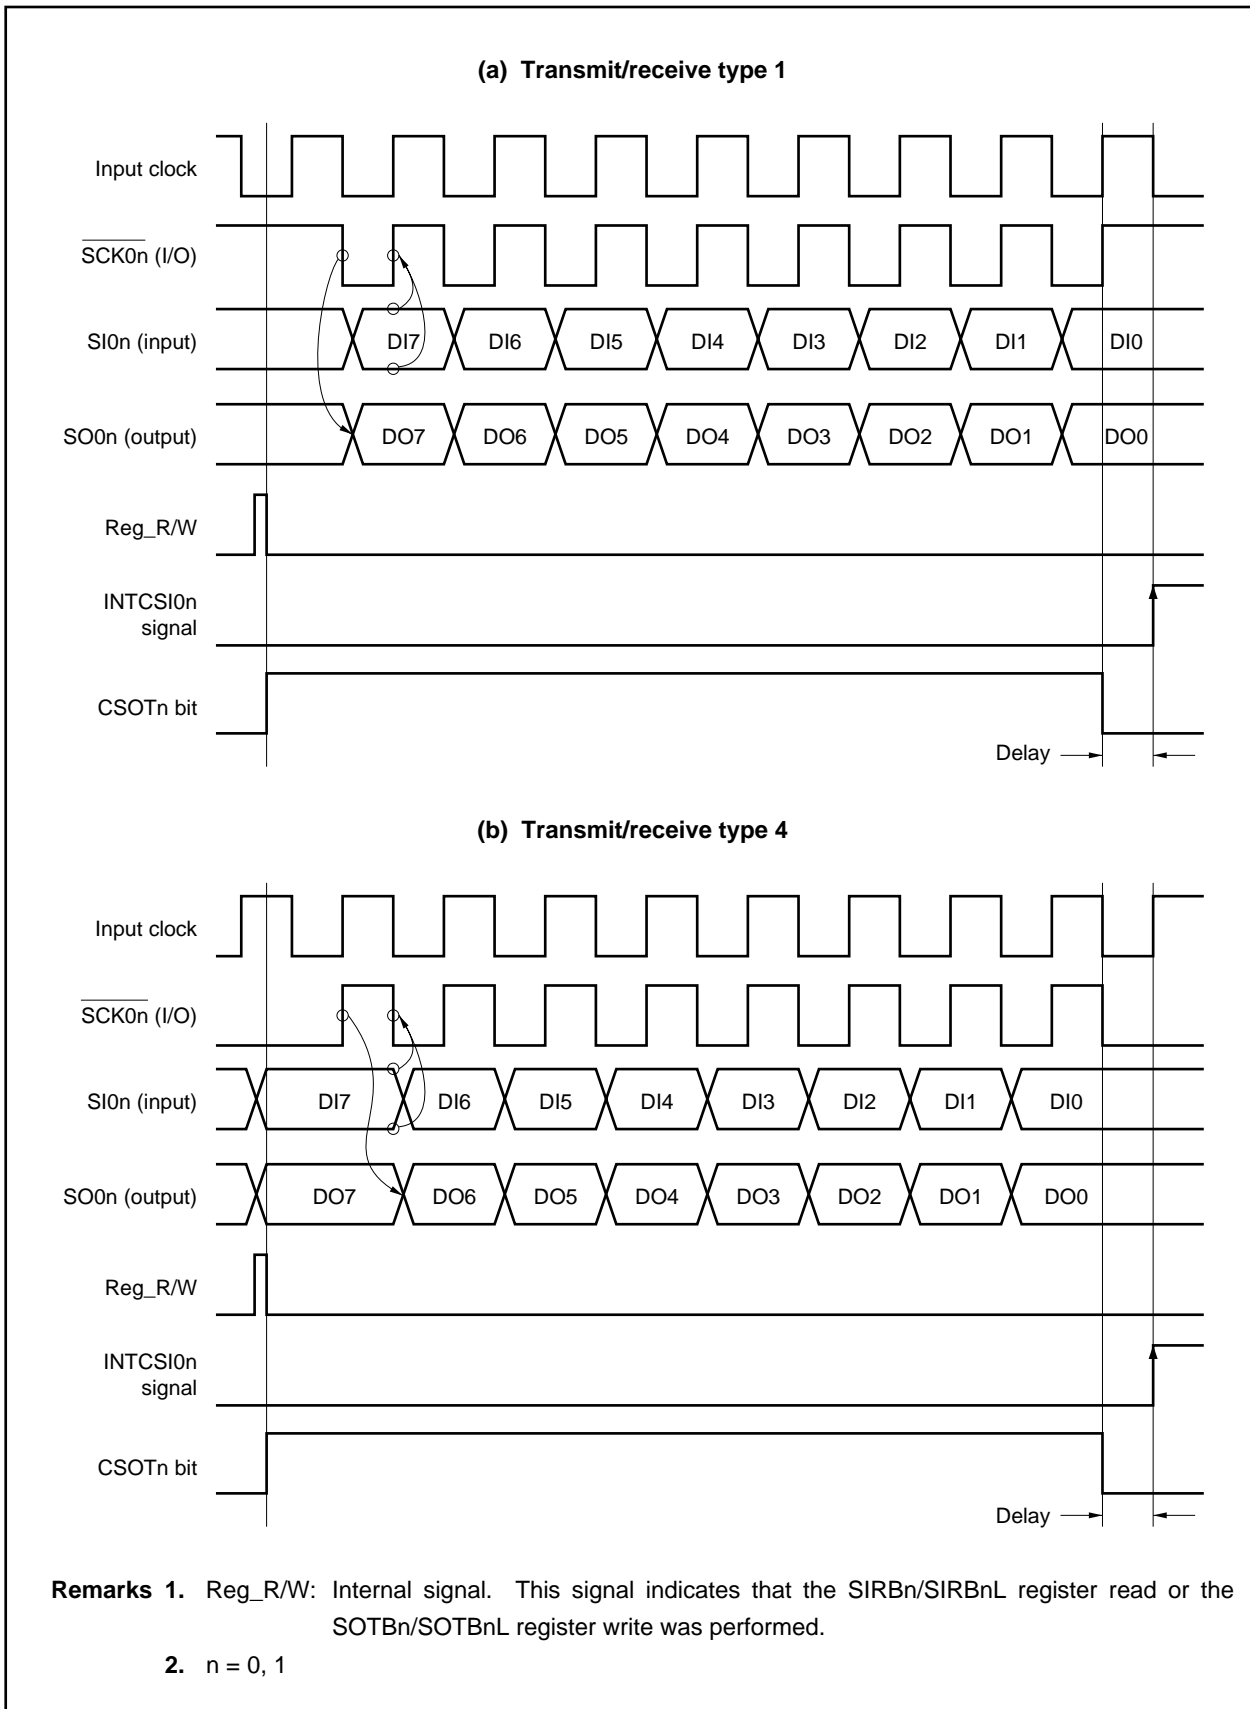 (a) Transmit/receive type 1
Input clock
SCK0n (I/O)
SI0n (input)
DI7 DI6 DI5 DI4 DI3 DI2 DI1 DI0
SO0n (output)
DO7 DO6 DO5 DO4 DO3 DO2 DO1 DO0
Reg_R/W
INTCSI0n
signal
CSOTn bit
Delay
(b) Transmit/receive type 4
Input clock
SCK0n (I/O)
SI0n (input)
DI7 DI6 DI5 DI4 DI3 DI2 DI1 DI0
SO0n (output)
DO7 DO6 DO5 DO4 DO3 DO2 DO1 DO0
Reg_R/W
INTCSI0n
signal
CSOTn bit
Delay
Remarks 1. Reg_R/W: Internal signal. This signal indicates that the SIRBn/SIRBnL register read or the
SOTBn/SOTBnL register write was performed.
2. n = 0, 1